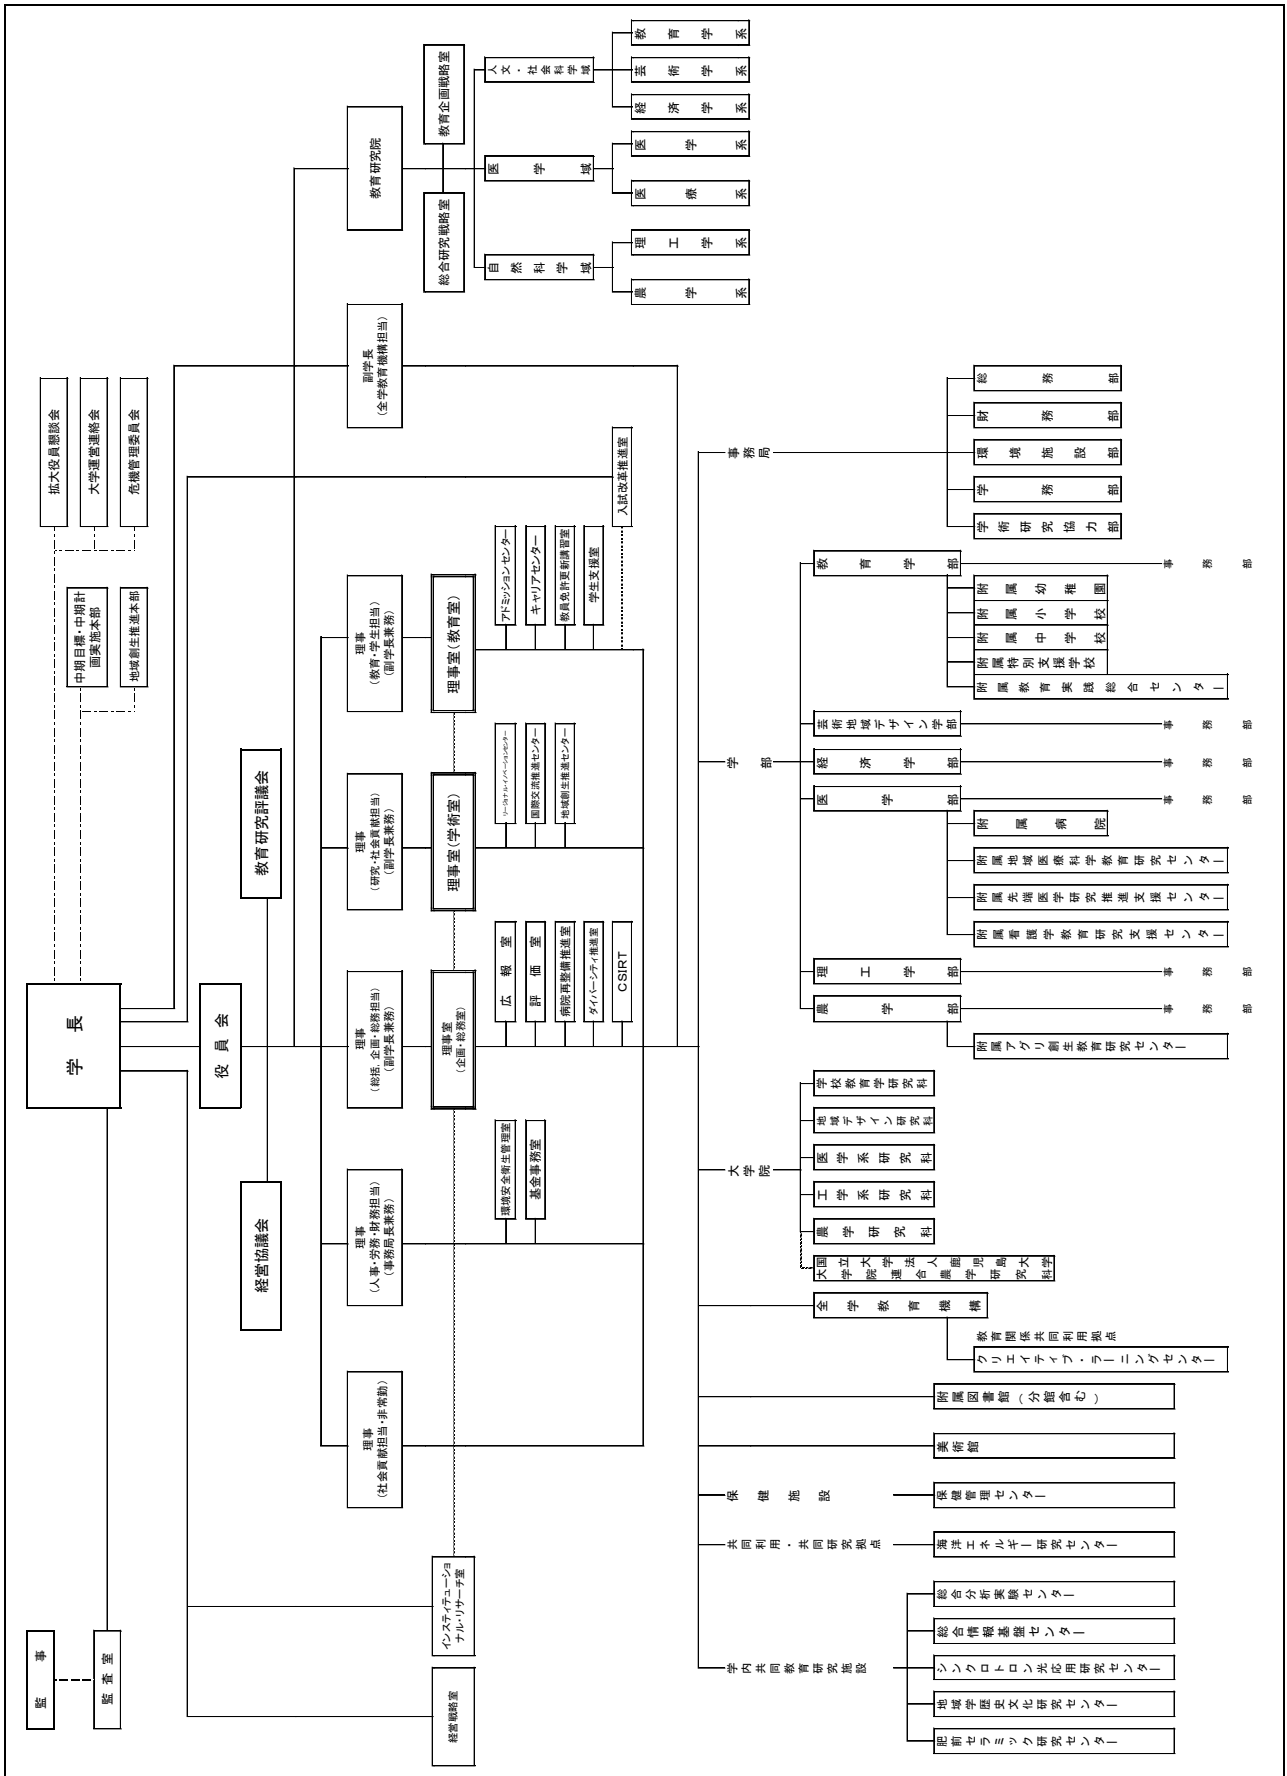 監事
監査室
学長
拡大役員懇談会
大学運営連絡会
危機管理委員会
中期目標・中期計
画実施本部
地域創生推進本部
役員会
経営協議会
教育研究評議会
理事
(社会貢献担当・非常勤)
理事
(人事・労務・財務担当)
(事務局長兼務)
理事
(総括,企画・総務担当)
(副学長兼務)
理事
(研究・社会貢献担当)
(副学長兼務)
理事
(教育・学生担当)
(副学長兼務)
副学長
(全学教育機構担当)
教育研究院
経営戦略室
インスティテューショ
ナル・リサーチ室
理事室
(企画・総務室)
理事室(学術室)
理事室(教育室)
総合研究戦略室
教育企画戦略室
環境安全衛生管理室
基金事務室
広報室
評価室
病院再整備推進室
ダイバーシティ推進室
CSIRT
リージョナル・イノベーションセンター
国際交流推進センター
地域創生推進センター
アドミッションセンター
キャリアセンター
教員免許更新講習室
学生支援室
入試改革推進室
自然科学域
医学域
人文・社会科学域
農学系
理工学系
医療系
医学系
経済学系
芸術学系
教育学系
学内共同教育研究施設
共同利用・共同研究拠点
保健施設
大学院
学部
事務局
肥前セラミック研究センター
地域学歴史文化研究センター
シンクロトロン光応用研究センター
総合情報基盤センター
総合分析実験センター
海洋エネルギー研究センター
保健管理センター
美術館
附属図書館(分館含む)
全学教育機構
教育関係共同利用拠点
クリエイティブ・ラーニングセンター
国立大学法人鹿児島大学
大学院連合農学研究科
農学研究科
工学系研究科
医学系研究科
地域デザイン研究科
学校教育学研究科
農学部
事務部
附属アグリ創生教育研究センター
理工学部
事務部
医学部
事務部
附属病院
附属地域医療科学教育研究センター
附属先端医学研究推進支援センター
附属看護学教育研究支援センター
経済学部
事務部
芸術地域デザイン学部
事務部
教育学部
事務部
附属幼稚園
附属小学校
附属中学校
附属特別支援学校
附属教育実践総合センター
学術研究協力部
学務部
環境施設部
財務部
総務部